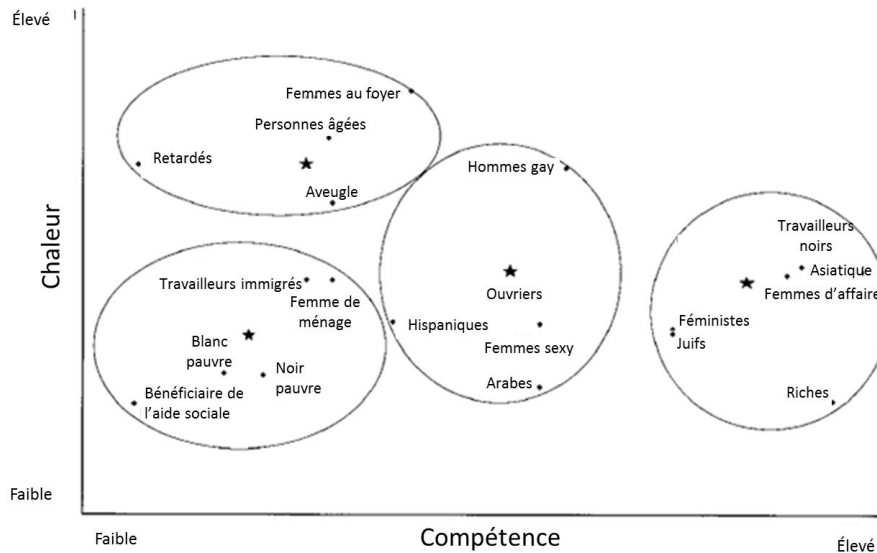 Élevé
Femmes au foyer
Personnes âgées
Retardés
Hommes gay
Aveugle
Chaleur
Travailleurs
noirs
Asiatique
Travailleurs immigrés
Femmes d'affaire
Ouvriers
Femme de
ménage
Hispaniques
Féministes
Blanc
pauvre
Femmes sexy
Juifs
Noir
pauvre
Arabes
Bénéficiaire de
l'aide sociale
Riches
Faible
Faible
Compétence
Élevé